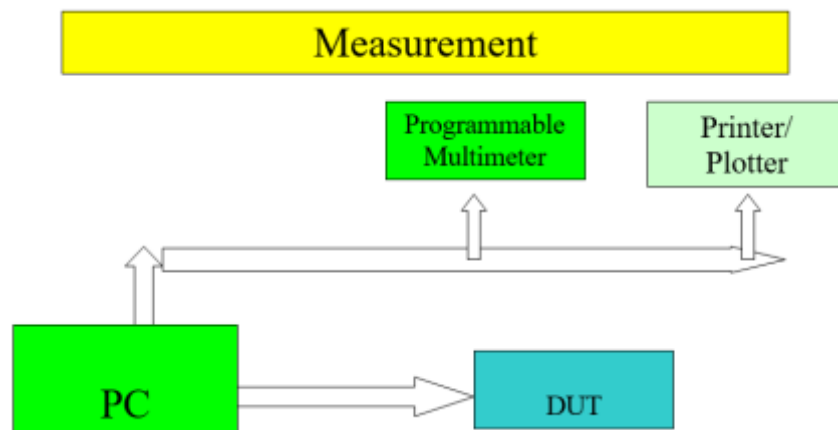 Measurement
Programmable
Multimeter
Printer/
Plotter
PC
DUT